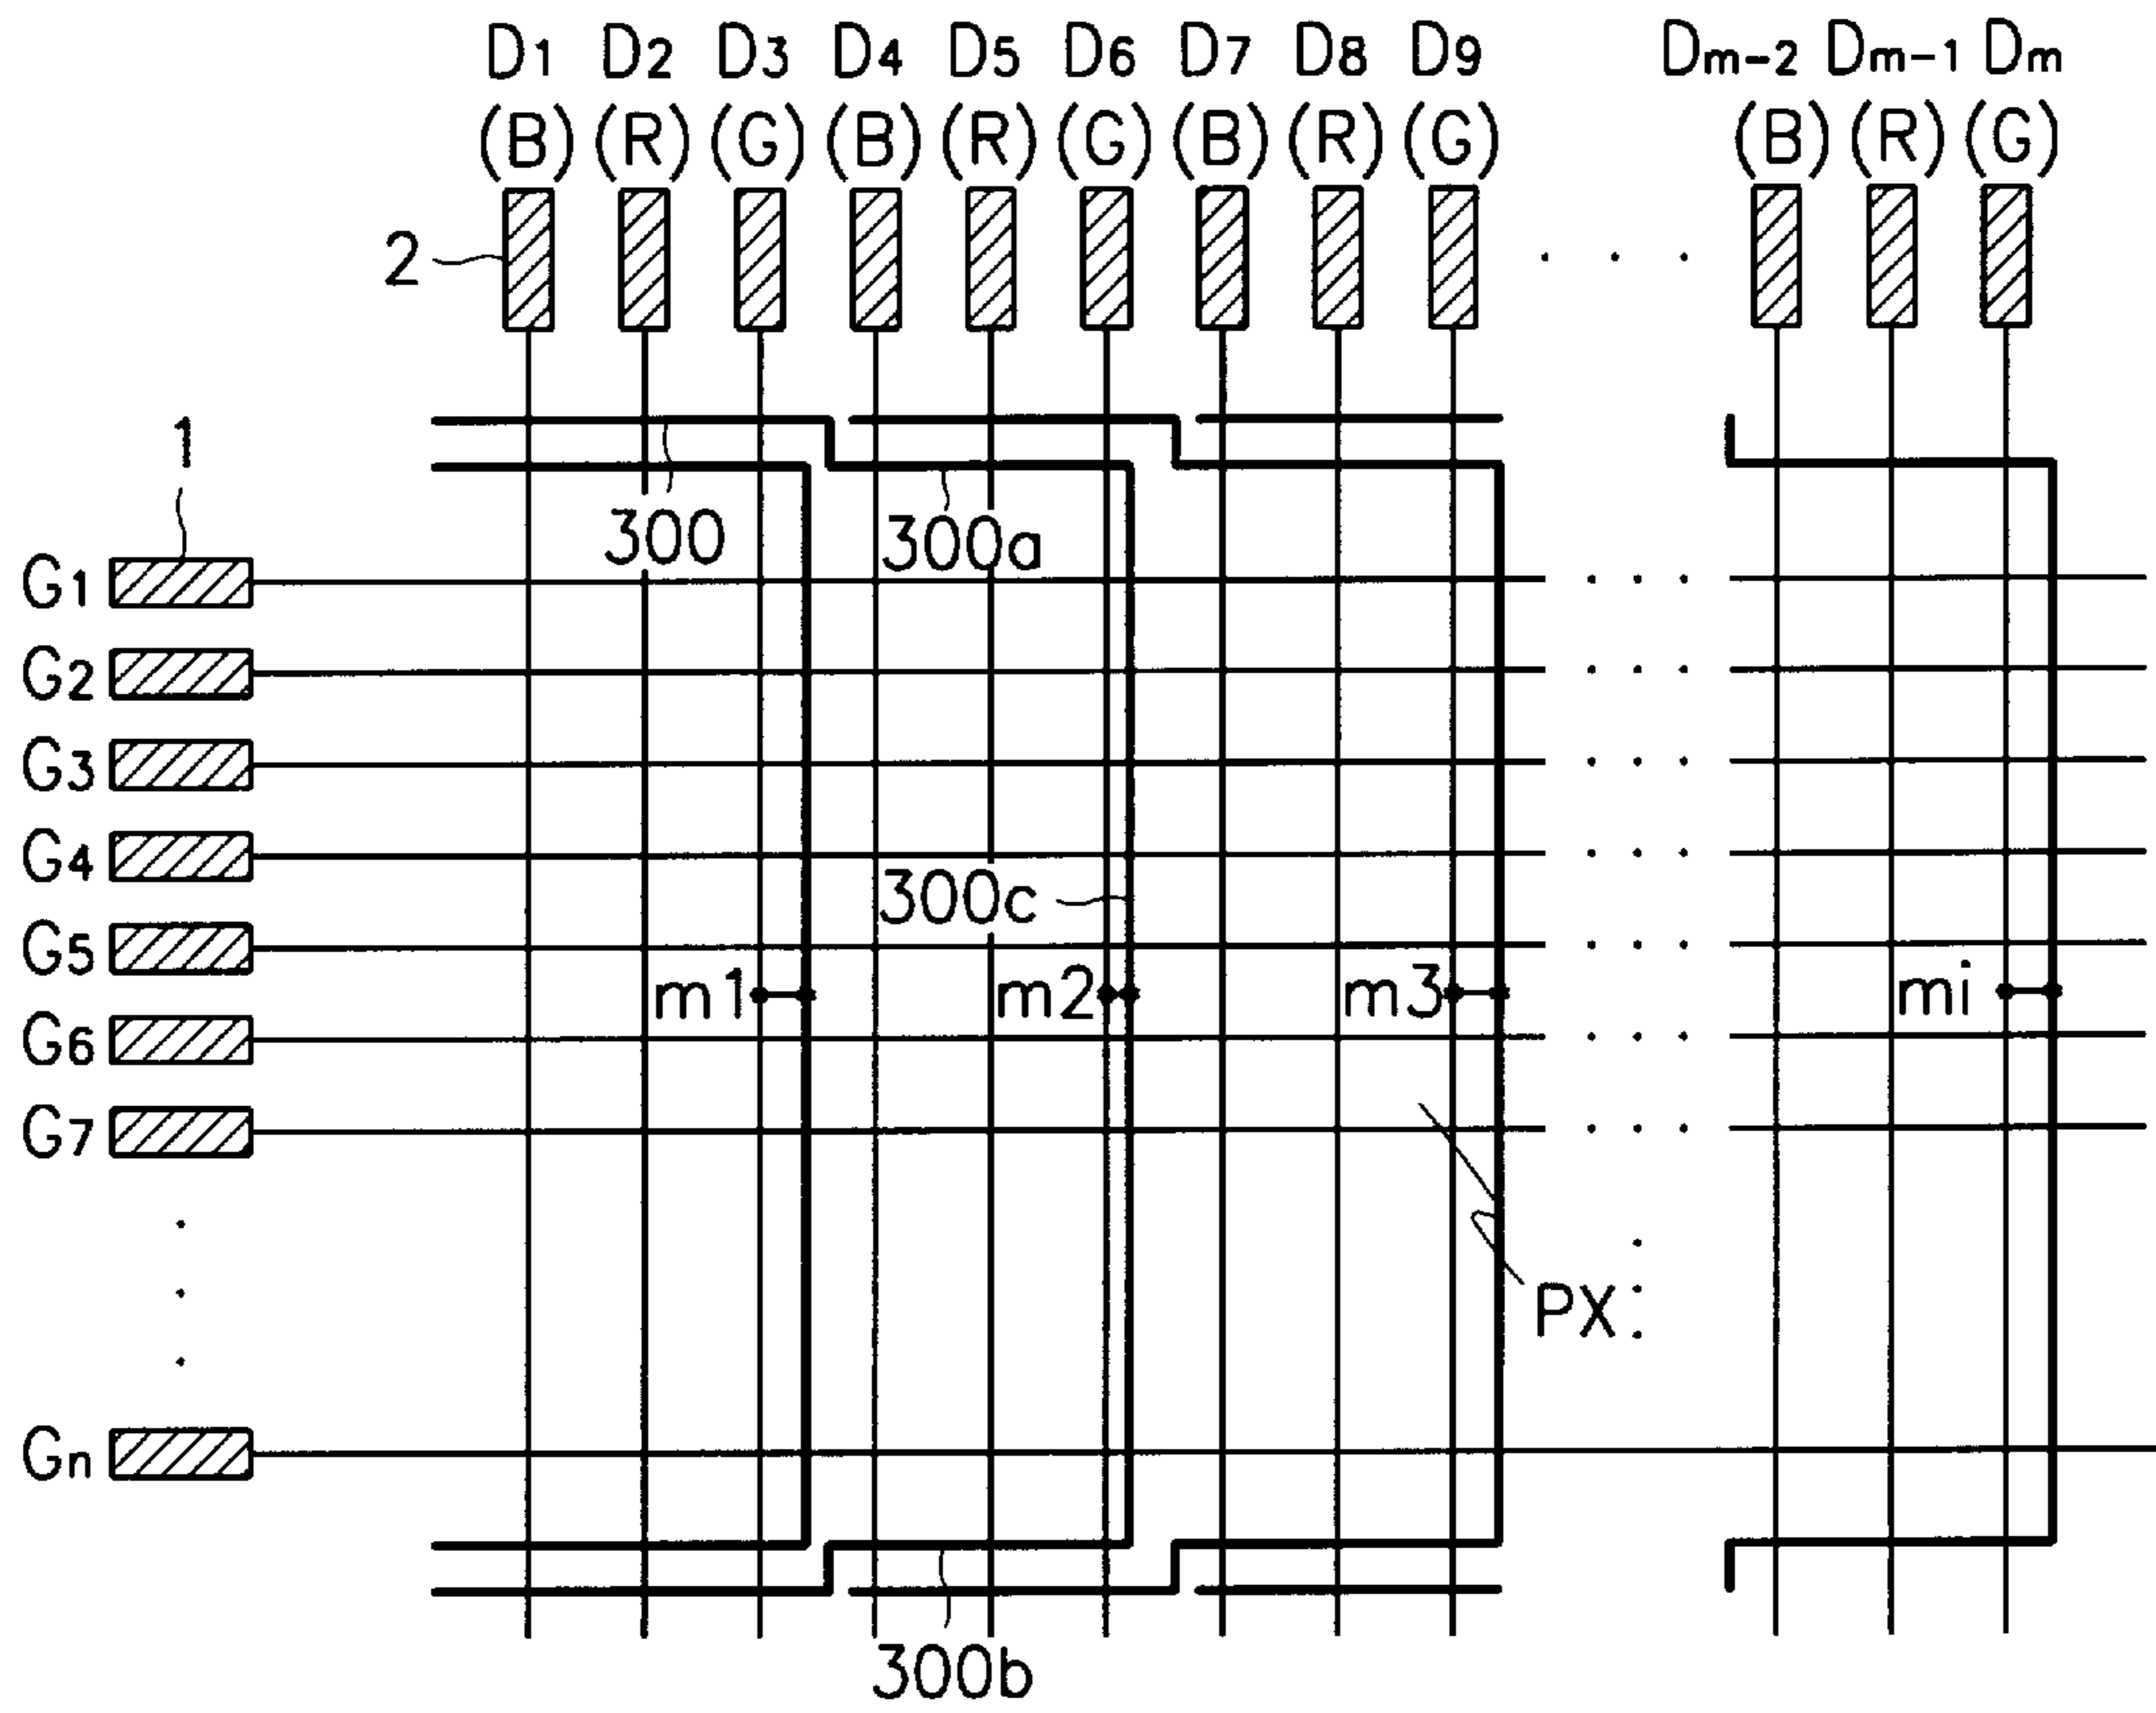 D1 D2 D3 D4 D5 D6 D7 D8 D9 Dm-2 Dm-1 Dm
(B) (R) (G) (B) (R) (G) (B) (R) (G) (B) (R) (G)
2
1
300 300a
G1
G2
G3
G4
300c
G5
m1 m2 m3 mi
G6
G7
PX
Gn
300b